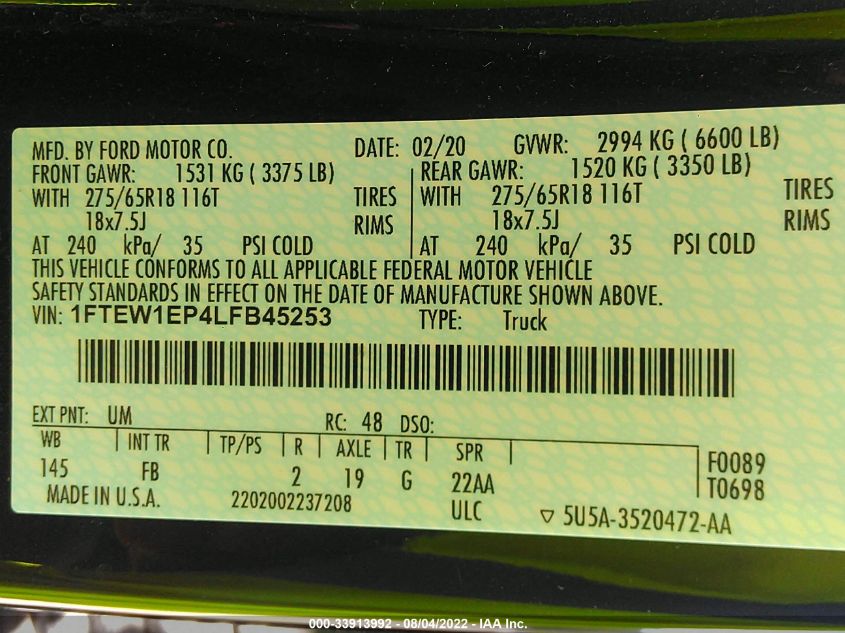 MFD. BY FORD MOTOR CO. DATE: 02/20 GVWR: 2994 KG ( 6600 LB)
FRONT GAWR: 1531 KG ( 3375 LB) REAR GAWR: 1520 KG ( 3350 LB)
WITH 275/65R18 116T TIRES WITH 275/65R18 116T TIRES
18x7.5J RIMS 18x7.5J RIMS
AT 240 kPa/ 35 PSI COLD AT 240 kPa/ 35 PSI COLD
THIS VEHICLE CONFORMS TO ALL APPLICABLE FEDERAL MOTOR VEHICLE
SAFETY STANDARDS IN EFFECT ON THE DATE OF MANUFACTURE SHOWN ABOVE.
VIN: 1FTEW1EP4LFB45253 TYPE: Truck
EXT PNT: UM RC: 48 DSO:
WB INT TR TP/PS R AXLE TR SPR
145 FB 2 19 G 22AA F0089
T0698
MADE IN U.S.A. 2202002237208 ULC ▽ 5U5A-3520472-AA
000-33913992 - 08/04/2022 - IAA Inc.